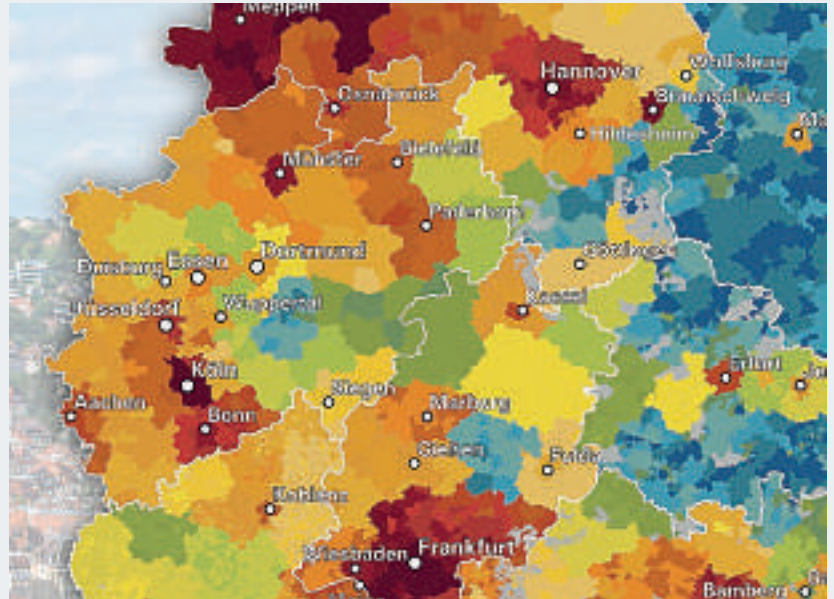 Meppen
Wolfsburg
Hannover
Osnabrück
Braunschweig
Hildesheim
Bielefeld
Münster
Paderborn
Göttingen
Dortmund
Essen
Duisburg
Kassel
Düsseldorf
Wuppertal
Erfurt
Köln
Siegen
Aachen
Marburg
Bonn
Gießen
Fulda
Koblenz
Wiesbaden
Frankfurt
Bamberg